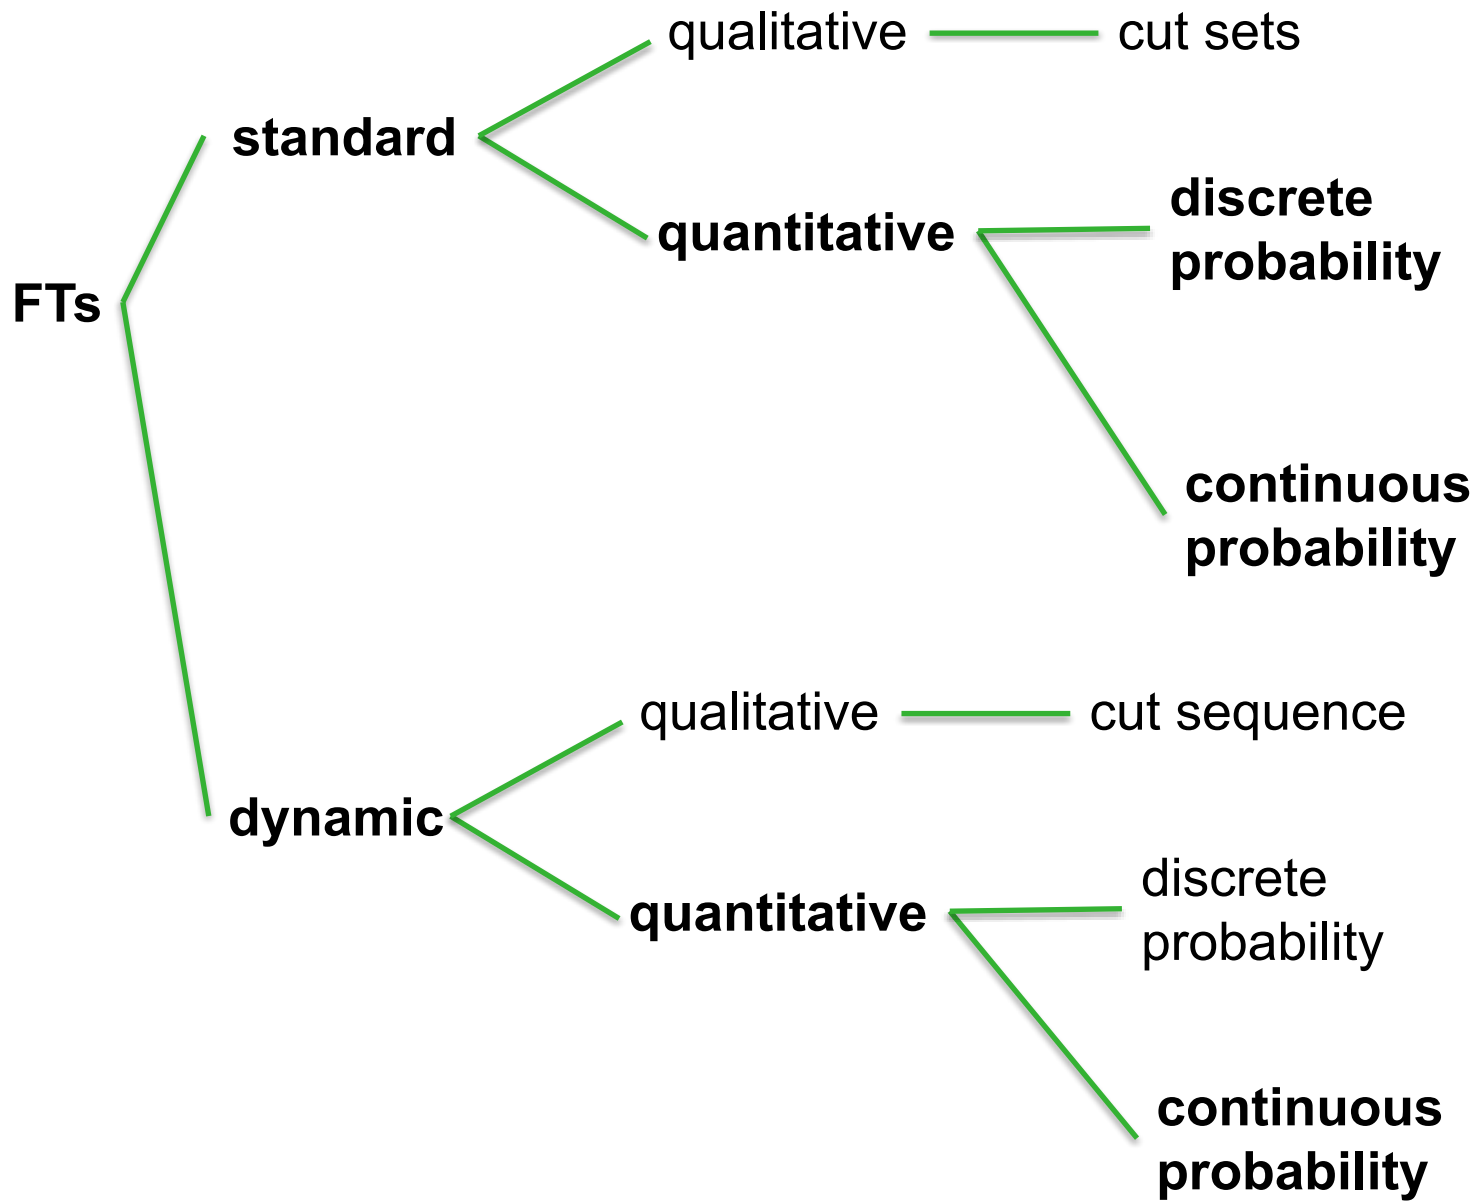 qualitative
cut sets
standard
quantitative
discrete
probability
FTs
continuous
probability
qualitative
cut sequence
dynamic
quantitative
discrete
probability
continuous
probability